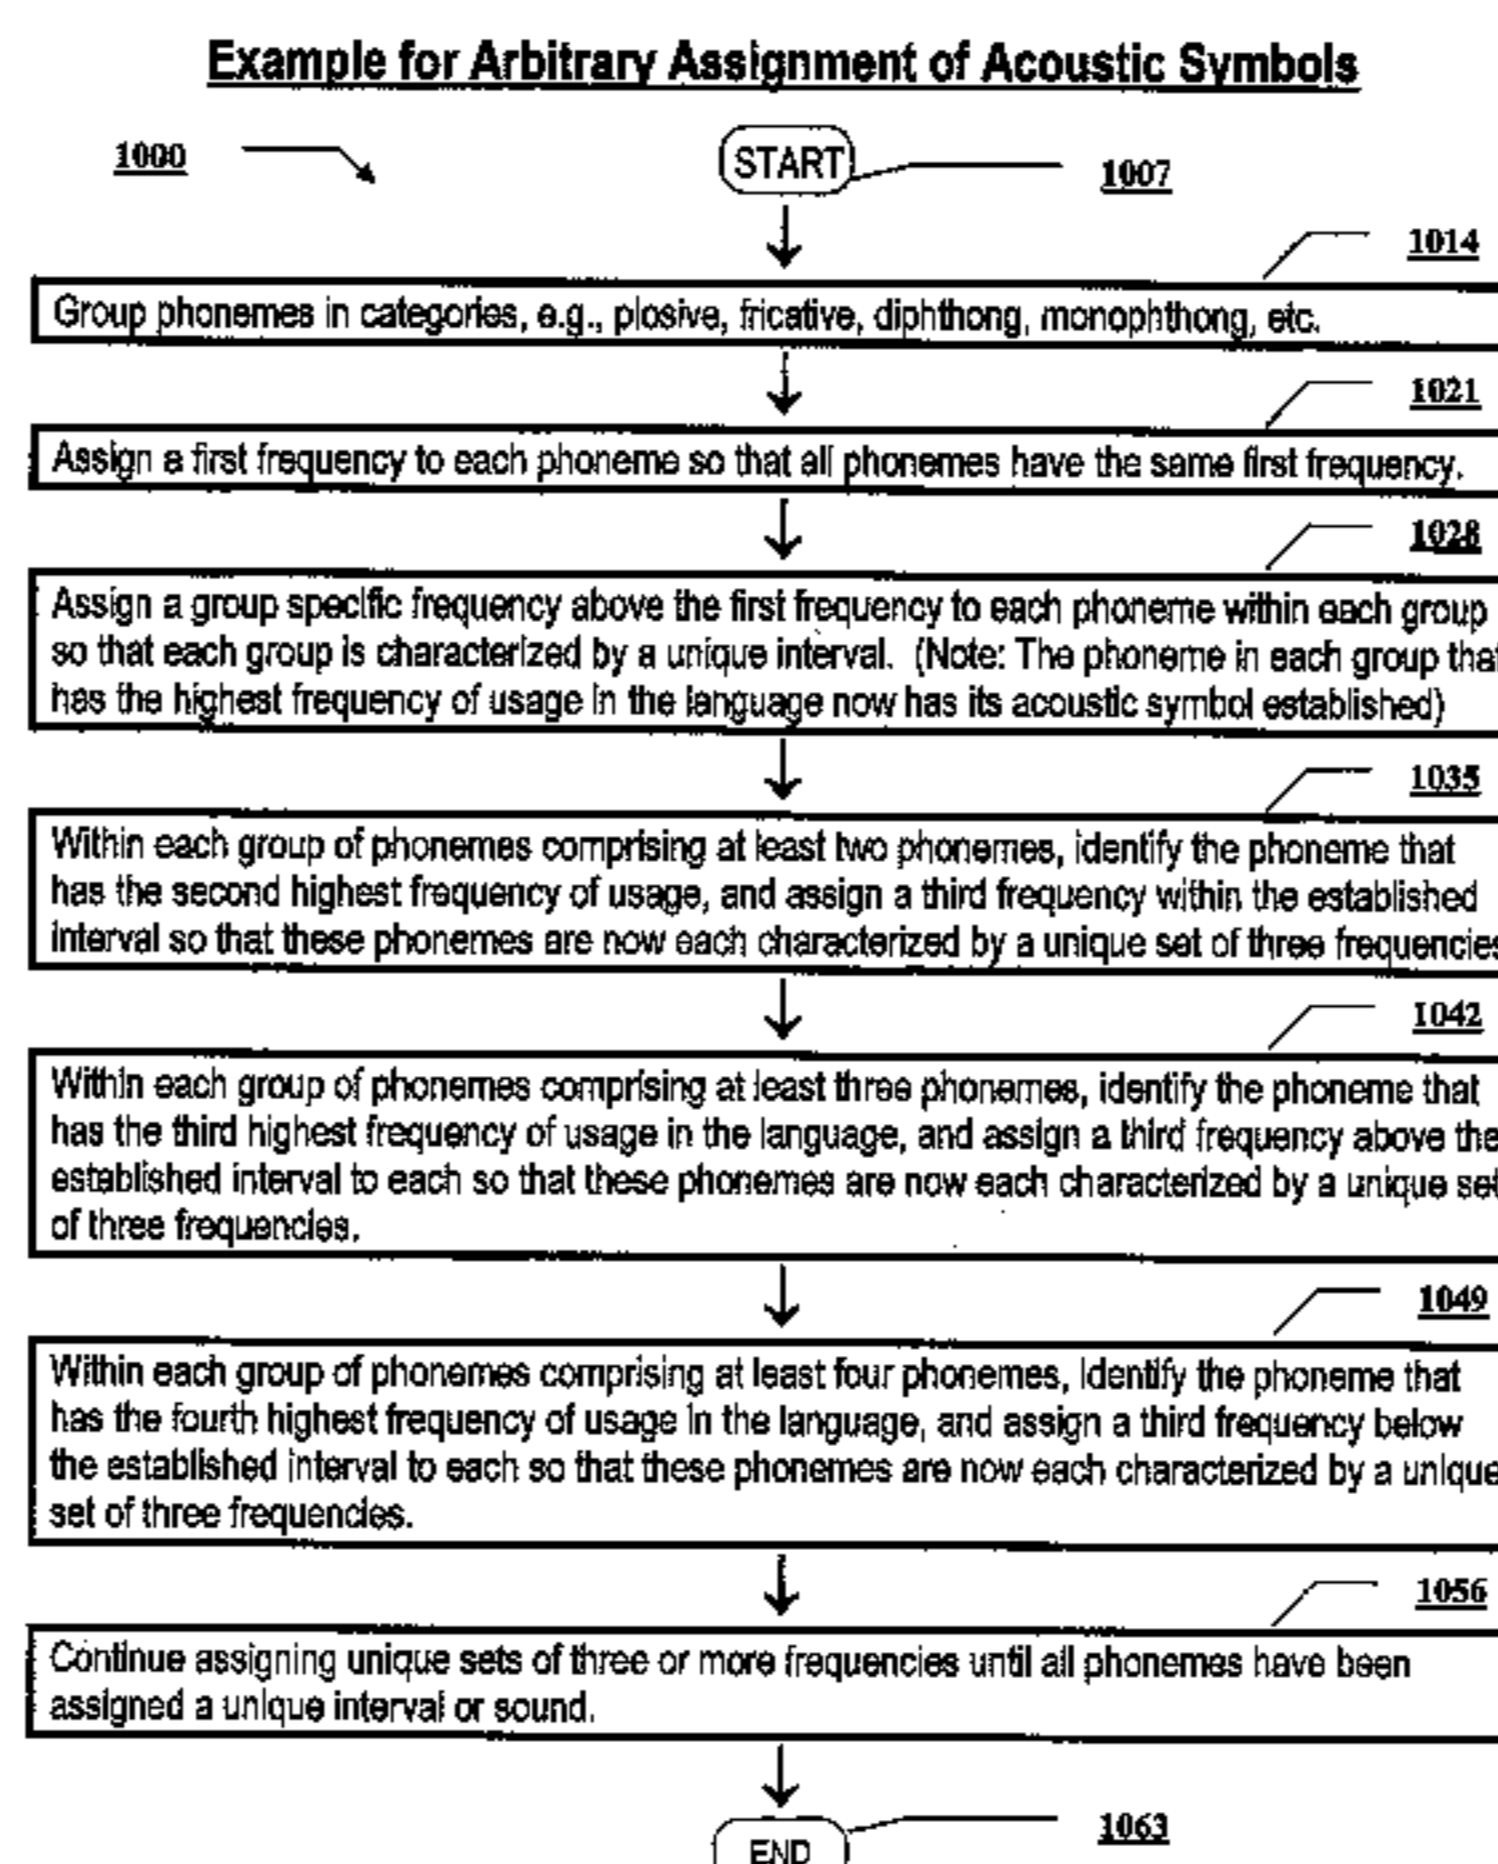 Example for Arbitrary Assignment of Acoustic Symbols
1000
START
1007
1014
Group phonemes in categories, e.g., plosive, fricative, diphthong, monophthong, etc.
1021
Assign a first frequency to each phoneme so that all phonemes have the same first frequency.
1028
Assign a group specific frequency above the first frequency to each phoneme within each group
so that each group is characterized by a unique interval. (Note: The phoneme in each group that
has the highest frequency of usage in the language now has its acoustic symbol established)
1035
Within each group of phonemes comprising at least two phonemes, identify the phoneme that
has the second highest frequency of usage, and assign a third frequency within the established
interval so that these phonemes are now each characterized by a unique set of three frequencies
1042
Within each group of phonemes comprising at least three phonemes, identify the phoneme that
has the third highest frequency of usage in the language, and assign a third frequency above the
established interval to each so that these phonemes are now each characterized by a unique set
of three frequencies.
1049
Within each group of phonemes comprising at least four phonemes, identify the phoneme that
has the fourth highest frequency of usage in the language, and assign a third frequency below
the established interval to each so that these phonemes are now each characterized by a unique
set of three frequencies.
1056
Continue assigning unique sets of three or more frequencies until all phonemes have been
assigned a unique interval or sound.
END
1063